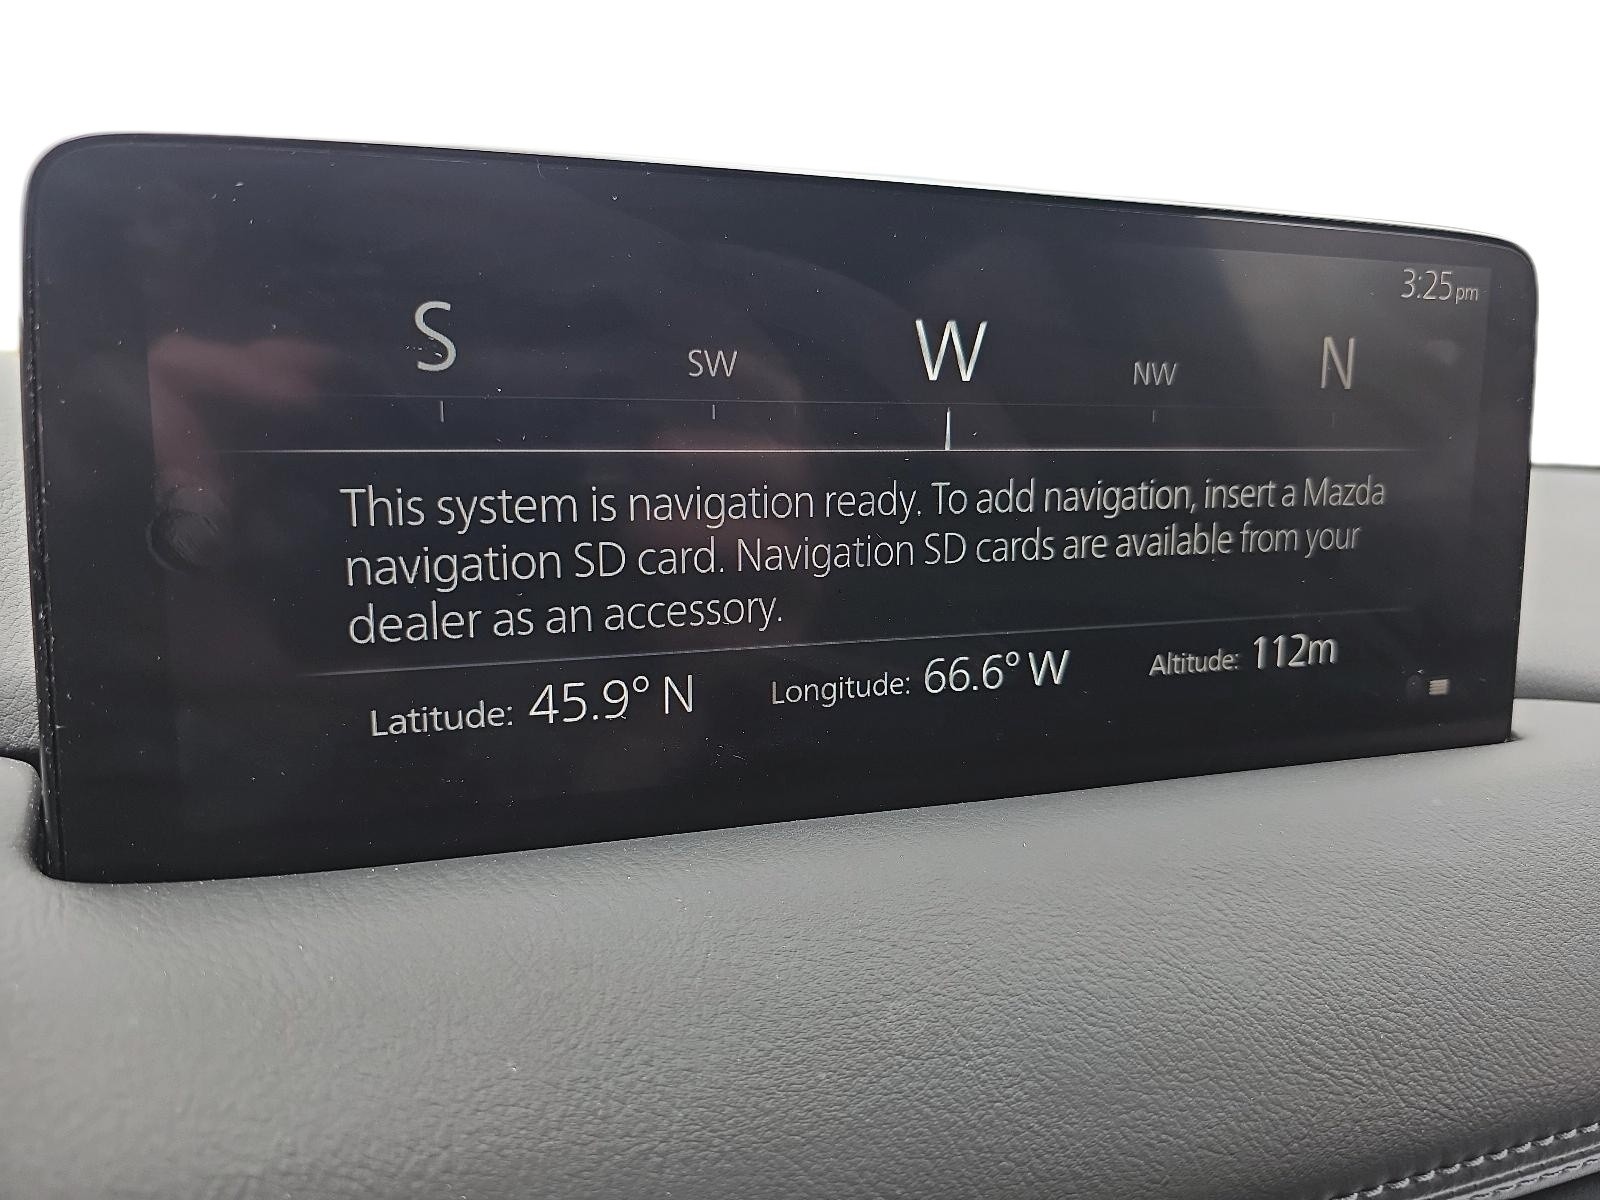 3:25pm
S SW W NW N
This system is navigation ready. To add navigation, insert a Mazda
navigation SD card. Navigation SD cards are available from your
dealer as an accessory.
Latitude: 45.9° N Longitude: 66.6° W Altitude: 112m